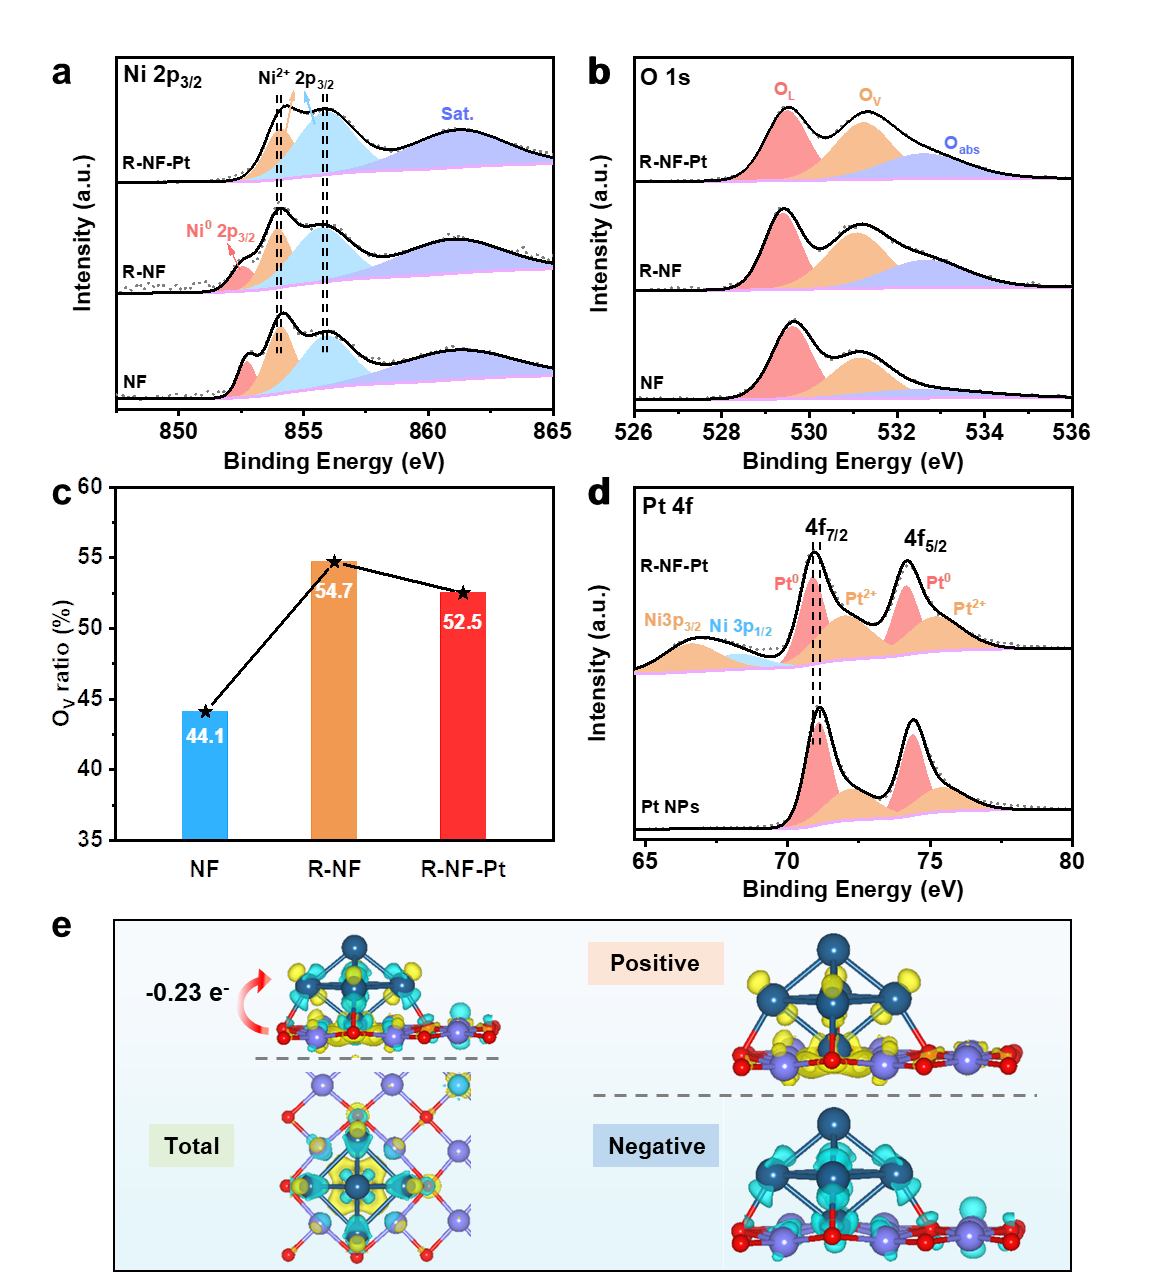 a
Ni 2p3/2
Ni2+ 2p3/2
Sat.
R-NF-Pt
Ni0 2p3/2
R-NF
NF
Intensity (a.u.)
850 855 860 865
Binding Energy (eV)
b
O 1s
OL
OV
Oabs
R-NF-Pt
R-NF
NF
Intensity (a.u.)
526 528 530 532 534 536
Binding Energy (eV)
c
60
55
50
45
40
35
OV ratio (%)
44.1
54.7
52.5
NF R-NF R-NF-Pt
d
Pt 4f
4f7/2
4f5/2
R-NF-Pt
Pt0
Pt2+
Pt0
Pt2+
Ni3p3/2
Ni 3p1/2
Pt NPs
Intensity (a.u.)
65 70 75 80
Binding Energy (eV)
e
-0.23 e-
Total
Positive
Negative